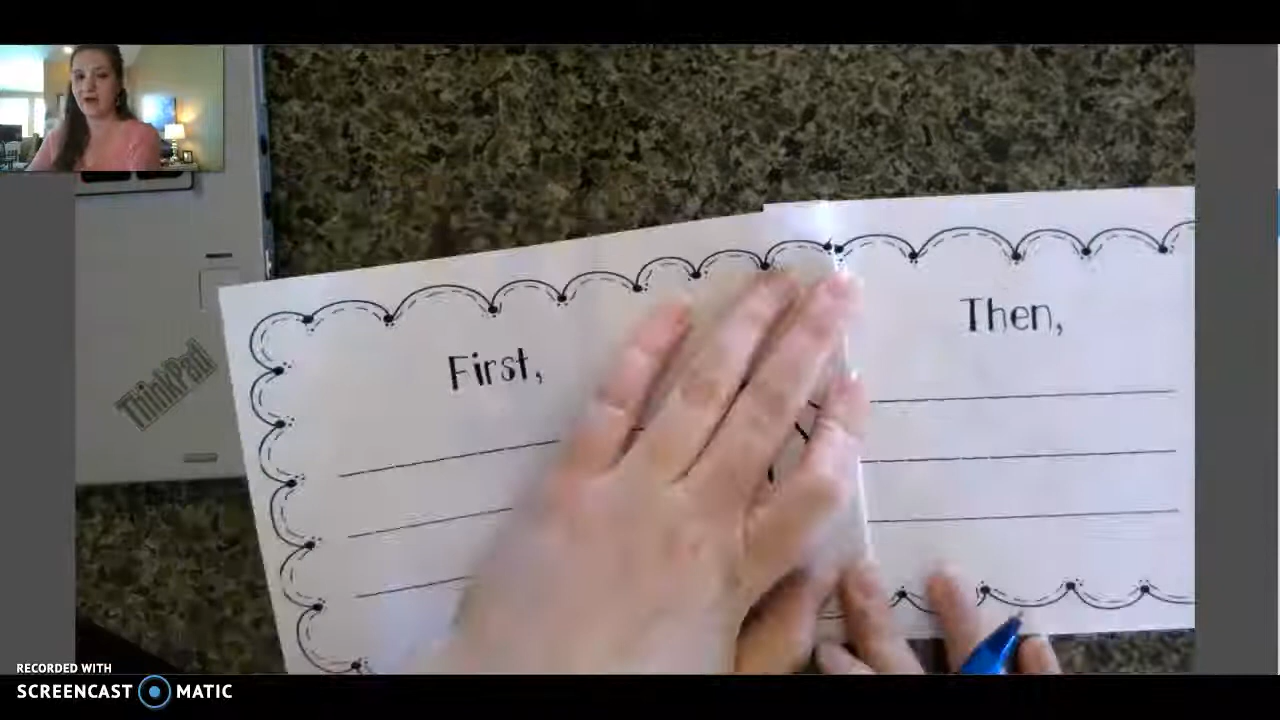 ThinkPad
First,
Then,
RECORDED WITH
SCREENCAST MATIC